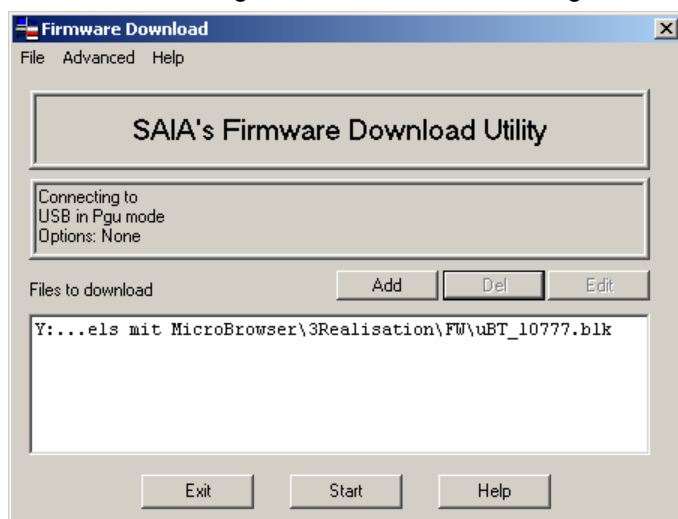 Firmware Download
File Advanced Help
SAIA's Firmware Download Utility
Connecting to
USB in Pgu mode
Options: None
Files to download
Add Del Edit
Y:...els mit MicroBrowser\3Realisation\FW\uBT_10777.blk
Exit Start Help